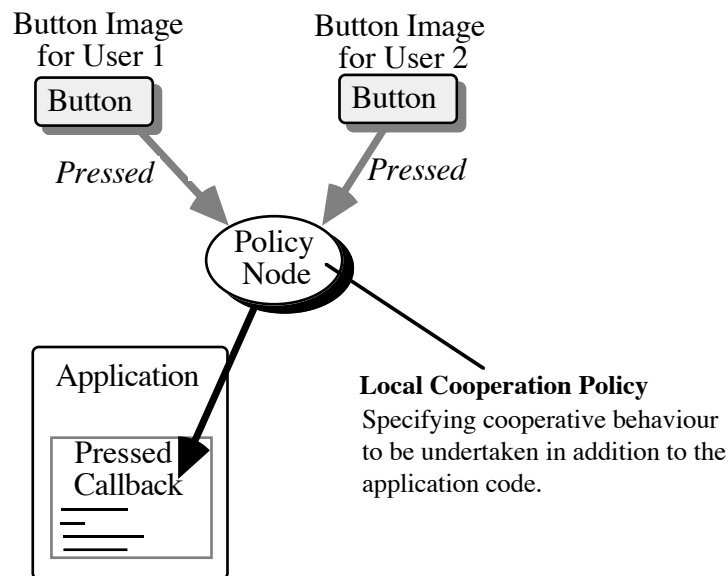 Button Image
for User 1
Button Image
for User 2
Button
Button
Pressed
Pressed
Policy
Node
Application
Pressed
Callback
Local Cooperation Policy
Specifying cooperative behaviour
to be undertaken in addition to the
application code.